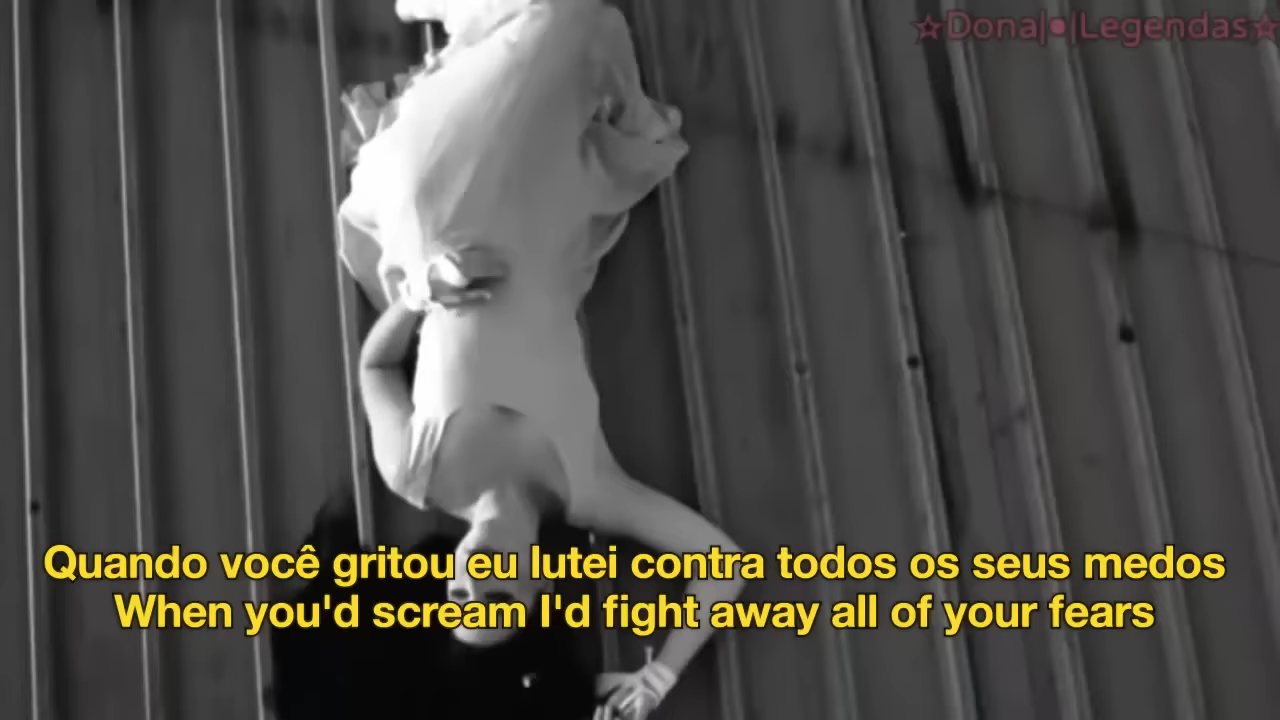 ☆Dona|•|Legendas☆
Quando você gritou eu lutei contra todos os seus medos
When you'd scream I'd fight away all of your fears